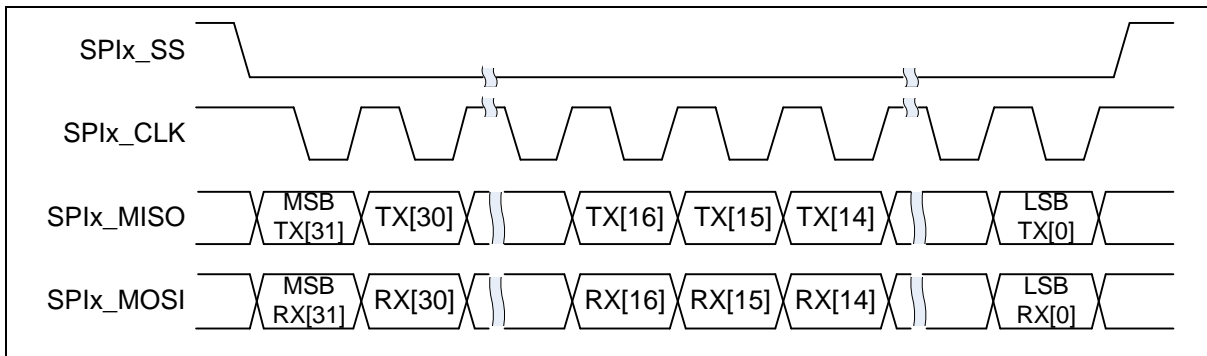 SPIx_SS
SPIx_CLK
SPIx_MISO
MSB
TX[31]
TX[30]
TX[16]
TX[15]
TX[14]
LSB
TX[0]
SPIx_MOSI
MSB
RX[31]
RX[30]
RX[16]
RX[15]
RX[14]
LSB
RX[0]